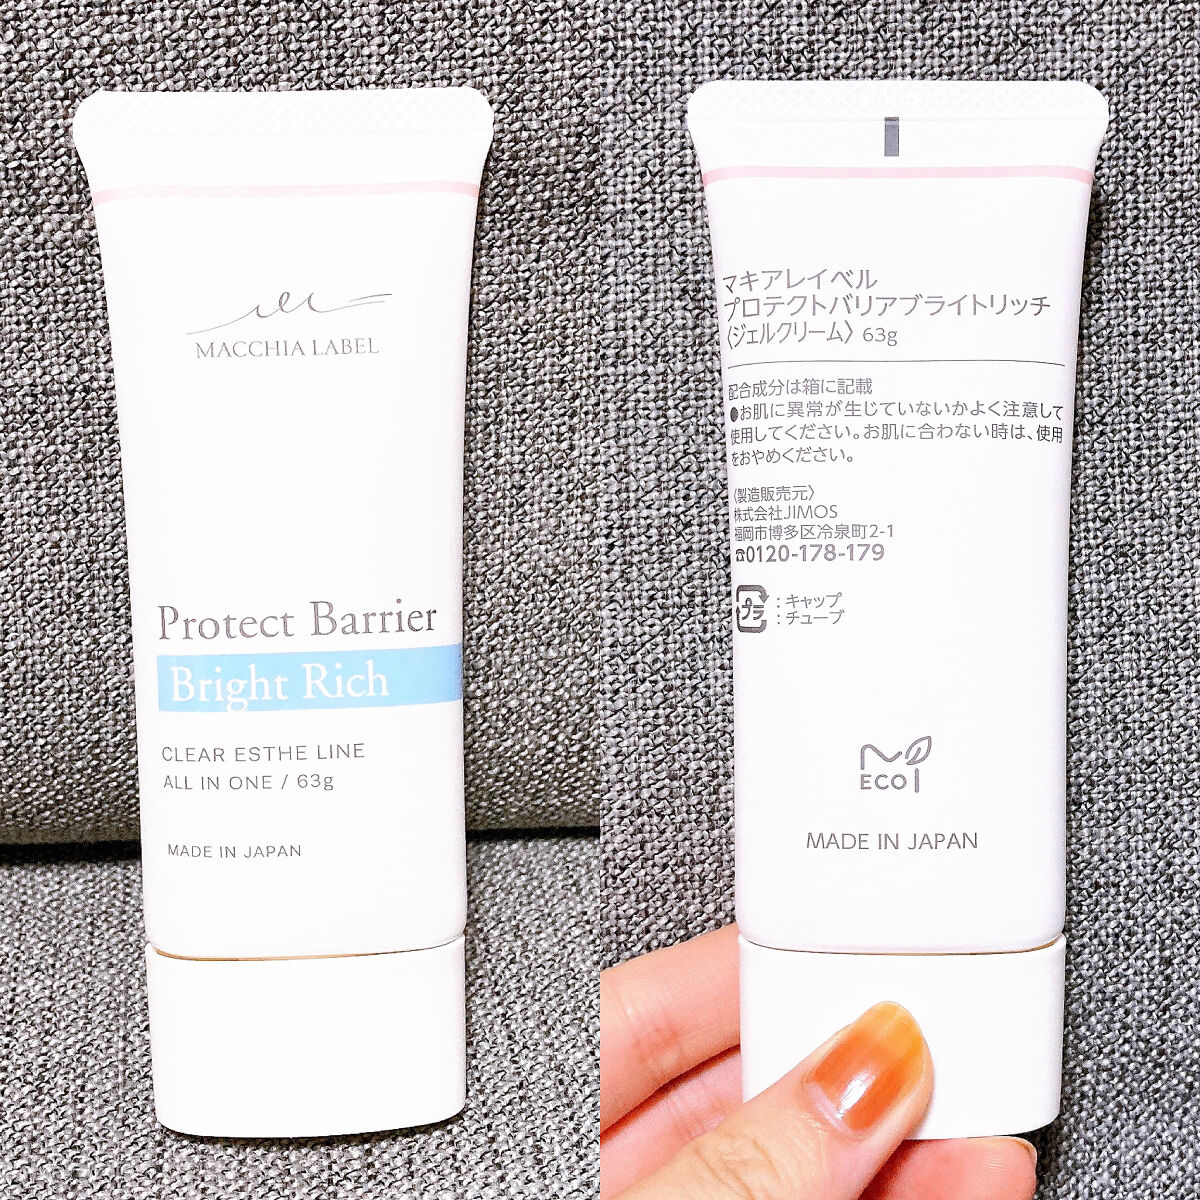 MACCHIA LABEL
Protect Barrier
Bright Rich
CLEAR ESTHE LINE
ALL IN ONE / 63g
MADE IN JAPAN
マキアレイベル
プロテクトバリアブライトリッチ
〈ジェルクリーム〉 63g
配合成分は箱に記載
●お肌に異常が生じていないかよく注意して
使用してください。お肌に合わない時は、使用
をおやめください。
〈製造販売元〉
株式会社JIMOS
福岡市博多区冷泉町2-1
☎0120-178-179
プラ
：キャップ
：チューブ
ECO
MADE IN JAPAN